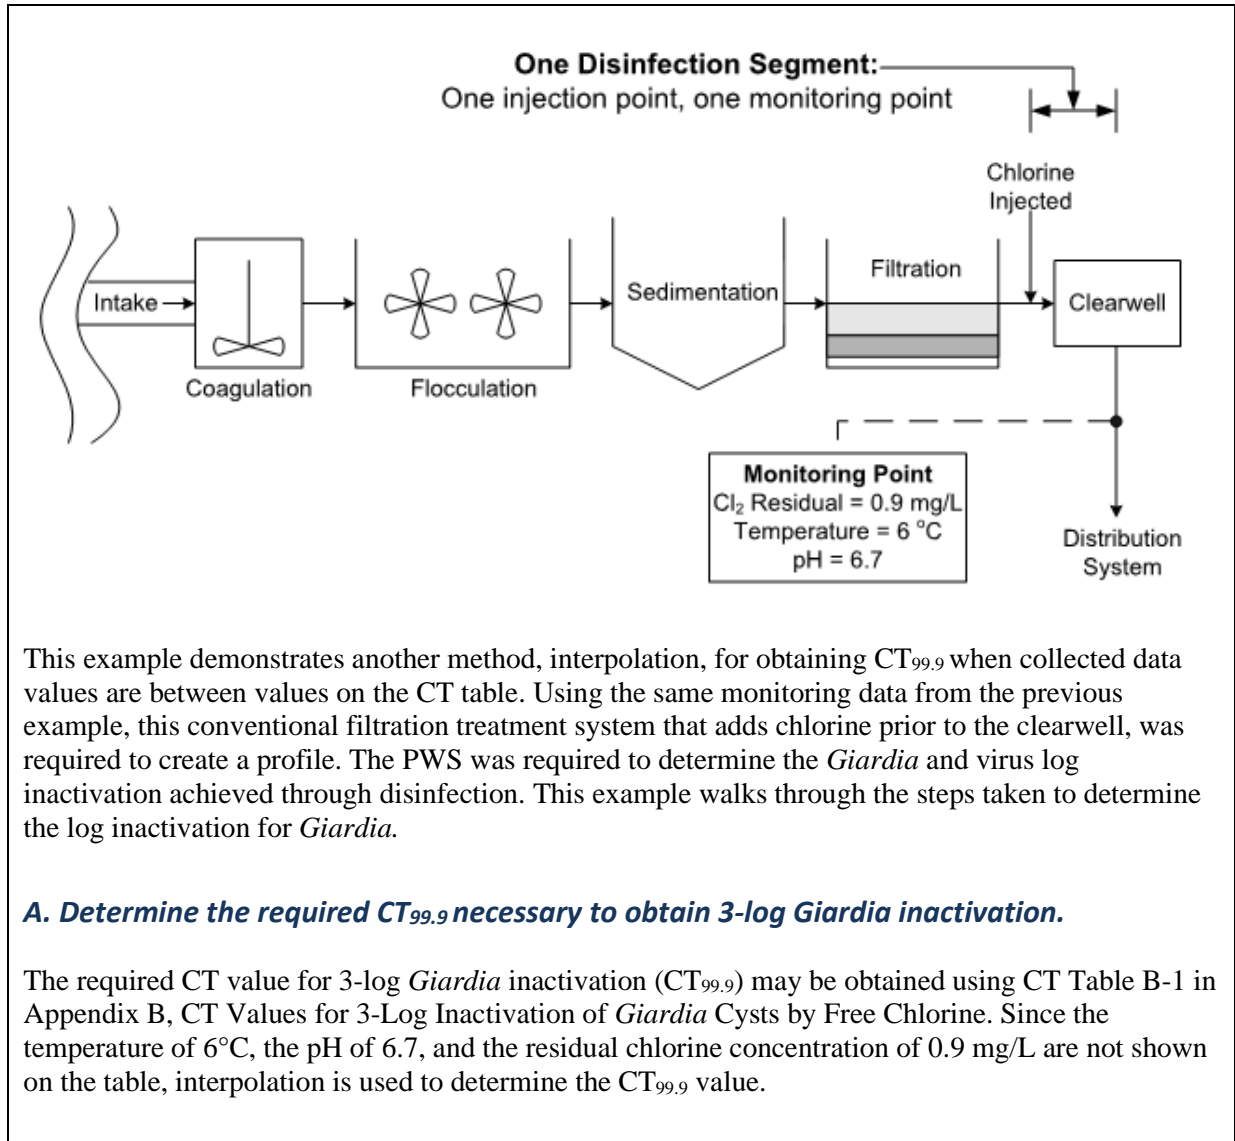 One Disinfection Segment:
One injection point, one monitoring point
Chlorine
Injected
Intake
Coagulation
Flocculation
Sedimentation
Filtration
Clearwell
Monitoring Point
Cl₂ Residual = 0.9 mg/L
Temperature = 6 °C
pH = 6.7
Distribution
System
This example demonstrates another method, interpolation, for obtaining CT₉₉.₉ when collected data
values are between values on the CT table. Using the same monitoring data from the previous
example, this conventional filtration treatment system that adds chlorine prior to the clearwell, was
required to create a profile. The PWS was required to determine the Giardia and virus log
inactivation achieved through disinfection. This example walks through the steps taken to determine
the log inactivation for Giardia.
A. Determine the required CT₉₉.₉ necessary to obtain 3-log Giardia inactivation.
The required CT value for 3-log Giardia inactivation (CT₉₉.₉) may be obtained using CT Table B-1 in
Appendix B, CT Values for 3-Log Inactivation of Giardia Cysts by Free Chlorine. Since the
temperature of 6°C, the pH of 6.7, and the residual chlorine concentration of 0.9 mg/L are not shown
on the table, interpolation is used to determine the CT₉₉.₉ value.